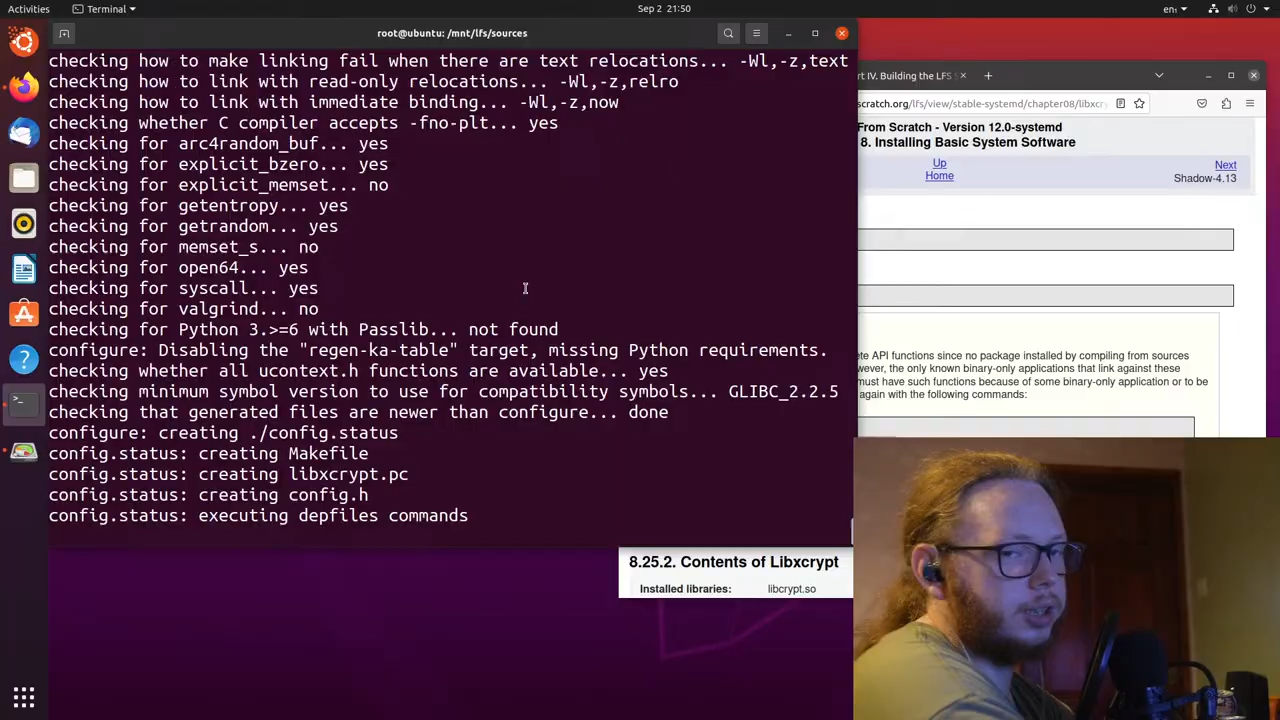 Activities
Terminal
Sep 2 21:50
en₁
root@ubuntu: /mnt/lfs/sources
checking how to make linking fail when there are text relocations... -Wl,-z,text
checking how to link with read-only relocations... -Wl,-z,relro
checking how to link with immediate binding... -Wl,-z,now
checking whether C compiler accepts -fno-plt... yes
checking for arc4random_buf... yes
checking for explicit_bzero... yes
checking for explicit_memset... no
checking for getentropy... yes
checking for getrandom... yes
checking for memset_s... no
checking for open64... yes
checking for syscall... yes
checking for valgrind... no
checking for Python 3.>=6 with Passlib... not found
configure: Disabling the "regen-ka-table" target, missing Python requirements.
checking whether all ucontext.h functions are available... yes
checking minimum symbol version to use for compatibility symbols... GLIBC_2.2.5
checking that generated files are newer than configure... done
configure: creating ./config.status
config.status: creating Makefile
config.status: creating libxcrypt.pc
config.status: creating config.h
config.status: executing depfiles commands
rt IV. Building the LFS S
scratch.org/lfs/view/stable-systemd/chapter08/libxcr
From Scratch - Version 12.0-systemd
8. Installing Basic System Software
Up
Next
Home
Shadow-4.13
ete API functions since no package installed by compiling from sources
wever, the only known binary-only applications that link against these
must have such functions because of some binary-only application or to be
again with the following commands:
8.25.2. Contents of Libxcrypt
Installed libraries: libcrypt.so